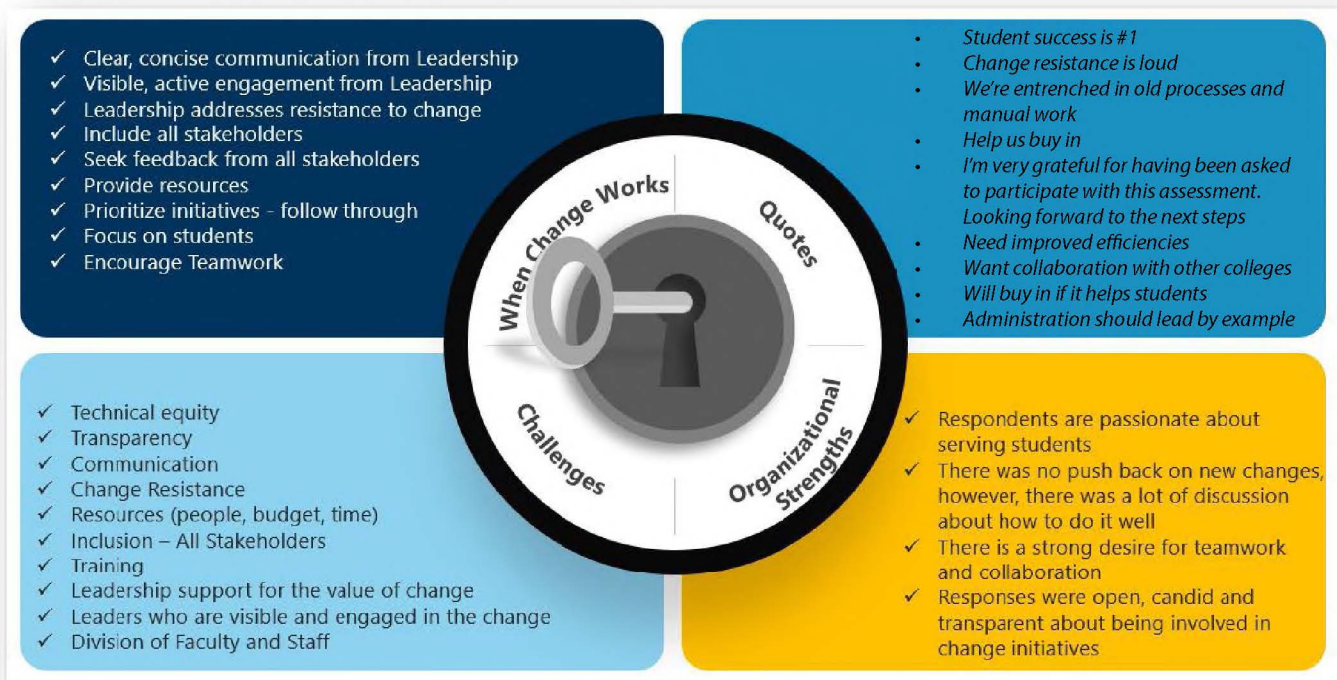 ✓ Clear, concise communication from Leadership
✓ Visible, active engagement from Leadership
✓ Leadership addresses resistance to change
✓ Include all stakeholders
✓ Seek feedback from all stakeholders
✓ Provide resources
✓ Prioritize initiatives - follow through
✓ Focus on students
✓ Encourage Teamwork
• Student success is #1
• Change resistance is loud
• We're entrenched in old processes and
manual work
• Help us buy in
• I'm very grateful for having been asked
to participate with this assessment.
Looking forward to the next steps
• Need improved efficiencies
• Want collaboration with other colleges
• Will buy in if it helps students
• Administration should lead by example
When Change Works
Quotes
Challenges
Organizational
Strengths
✓ Technical equity
✓ Transparency
✓ Communication
✓ Change Resistance
✓ Resources (people, budget, time)
✓ Inclusion – All Stakeholders
✓ Training
✓ Leadership support for the value of change
✓ Leaders who are visible and engaged in the change
✓ Division of Faculty and Staff
✓ Respondents are passionate about
serving students
✓ There was no push back on new changes,
however, there was a lot of discussion
about how to do it well
✓ There is a strong desire for teamwork
and collaboration
✓ Responses were open, candid and
transparent about being involved in
change initiatives